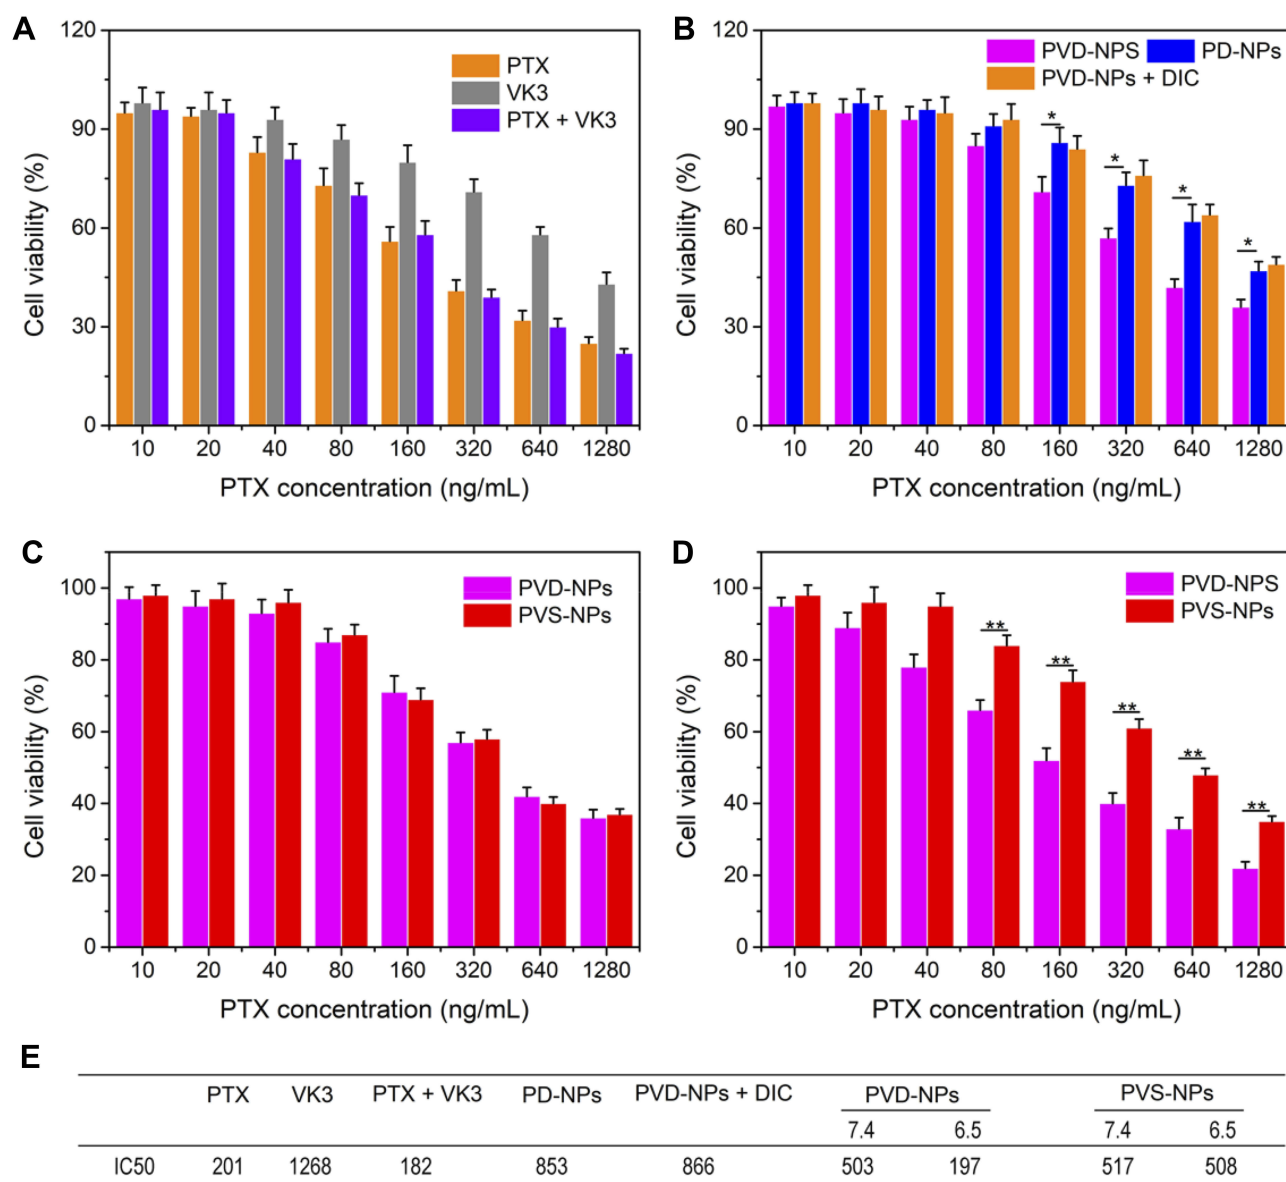 A
120
90
60
30
0
Cell viability (%)
PTX
VK3
PTX + VK3
10 20 40 80 160 320 640 1280
PTX concentration (ng/mL)
B
120
90
60
30
0
Cell viability (%)
PVD-NPS PD-NPs
PVD-NPs + DIC
* * * *
10 20 40 80 160 320 640 1280
PTX concentration (ng/mL)
C
100
80
60
40
20
0
Cell viability (%)
PVD-NPs
PVS-NPs
10 20 40 80 160 320 640 1280
PTX concentration (ng/mL)
D
100
80
60
40
20
0
Cell viability (%)
PVD-NPS
PVS-NPs
** ** ** ** **
10 20 40 80 160 320 640 1280
PTX concentration (ng/mL)
E
PTX VK3 PTX + VK3 PD-NPs PVD-NPs + DIC PVD-NPs PVS-NPs
7.4 6.5 7.4 6.5
IC50 201 1268 182 853 866 503 197 517 508